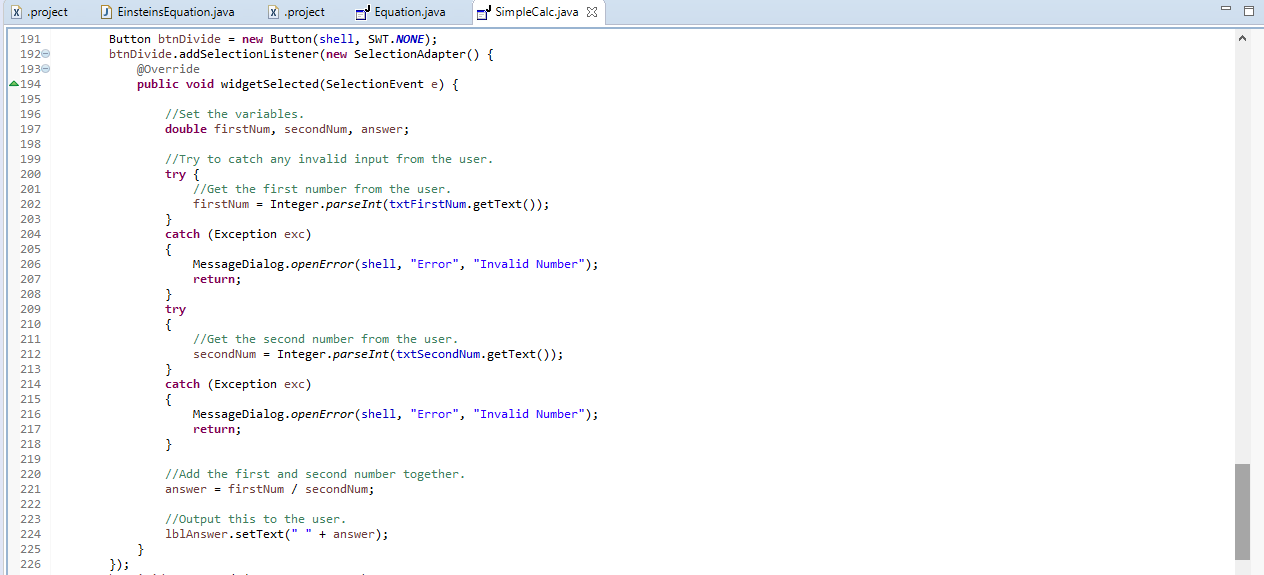 .project EinsteinsEquation.java .project Equation.java SimpleCalc.java
191 Button btnDivide = new Button(shell, SWT.NONE);
192 btnDivide.addSelectionListener(new SelectionAdapter() {
193 @Override
194 public void widgetSelected(SelectionEvent e) {
195
196 //Set the variables.
197 double firstNum, secondNum, answer;
198
199 //Try to catch any invalid input from the user.
200 try {
201 //Get the first number from the user.
202 firstNum = Integer.parseInt(txtFirstNum.getText());
203 }
204 catch (Exception exc)
205 {
206 MessageDialog.openError(shell, "Error", "Invalid Number");
207 return;
208 }
209 try
210 {
211 //Get the second number from the user.
212 secondNum = Integer.parseInt(txtSecondNum.getText());
213 }
214 catch (Exception exc)
215 {
216 MessageDialog.openError(shell, "Error", "Invalid Number");
217 return;
218 }
219
220 //Add the first and second number together.
221 answer = firstNum / secondNum;
222
223 //Output this to the user.
224 lblAnswer.setText(" " + answer);
225 }
226 });